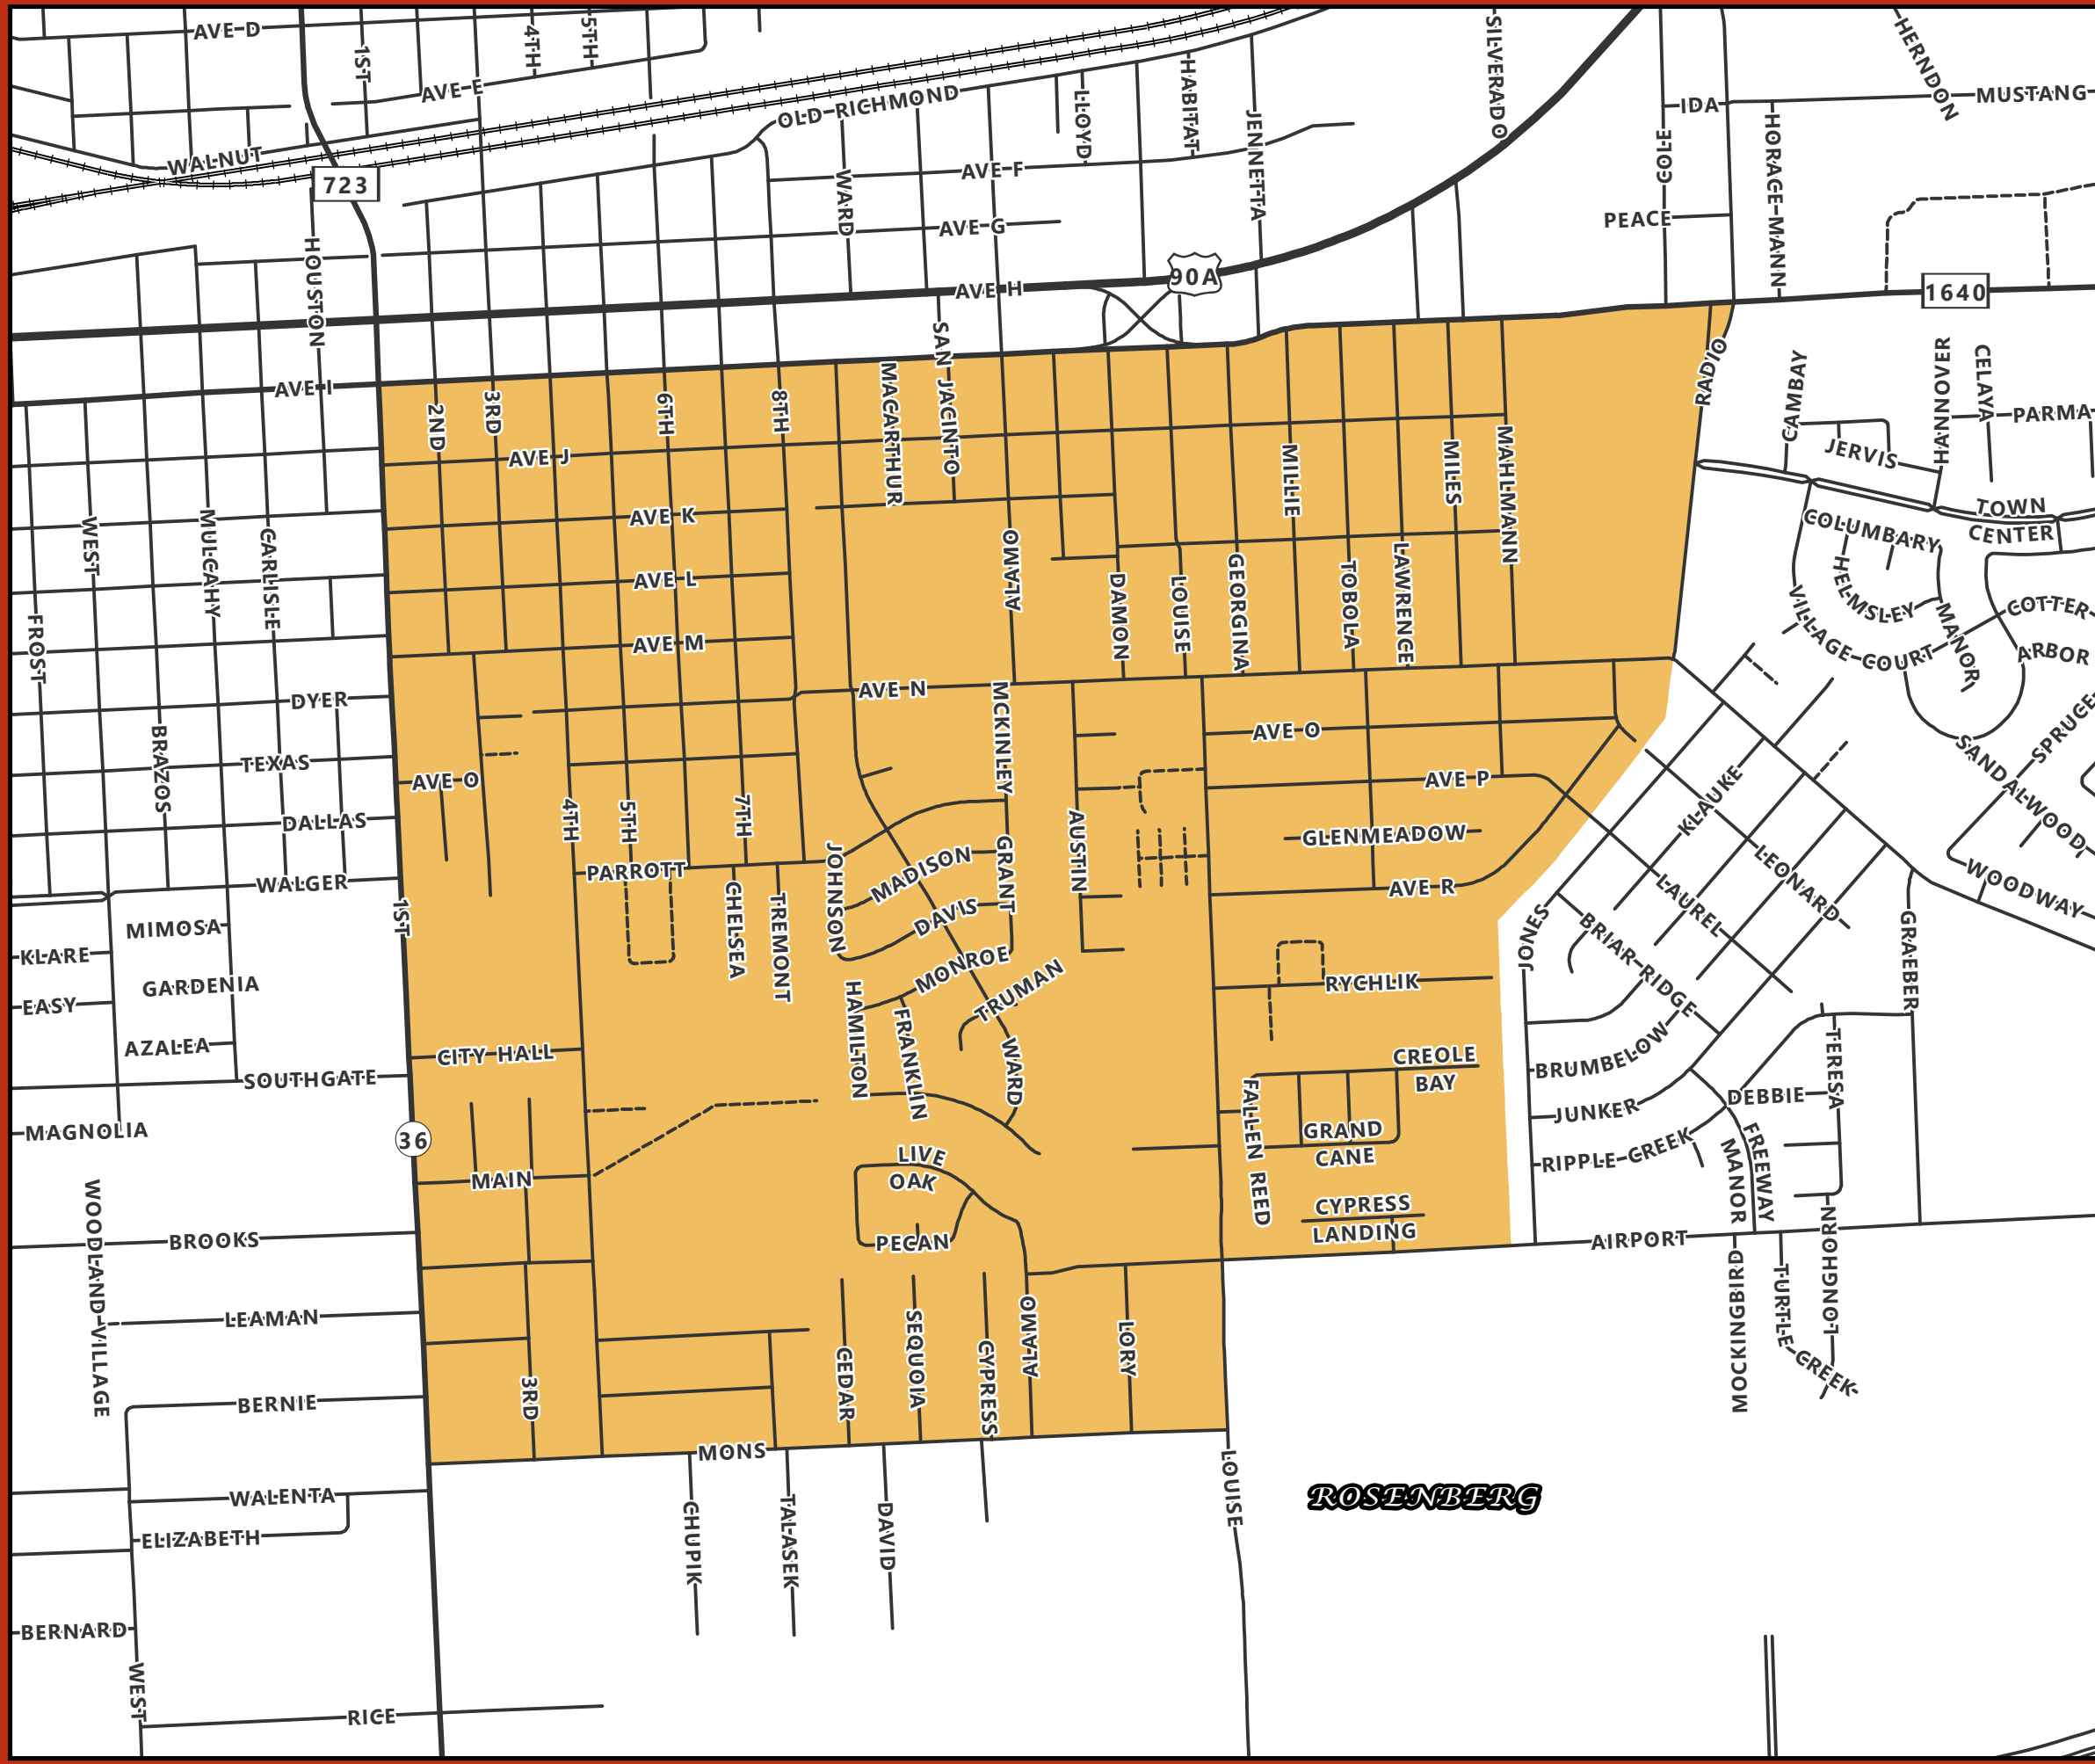 AVE D
1ST
4TH
5TH
AVE E
SILVERADO
HERNDON
OLD RICHMOND
LLOYD
HABITAT
JENNETTA
IDA
MUSTANG
COLE
HORACE MANN
WALNUT
723
AVE F
WARD
PEACE
AVE G
HOUSTON
90A
AVE H
1640
SAN JACINTO
AVE I
MACARTHUR
RADIO
CAMBAY
HANNOVER
CELAYA
PARMA
2ND
3RD
6TH
8TH
JERVIS
AVE J
MILLIE
MILES
MAHLMANN
WEST
MULCAHY
CARLISLE
AVE K
ALAMO
TOWN
CENTER
COLUMBARY
AVE L
DAMON
LOUISE
GEORGINA
TOBOLA
LAWRENCE
HELMSLEY
VILLAGE COURT
MANOR
COTTER
ARBOR
FROST
AVE M
DYER
AVE N
MCKINLEY
BRAZOS
AVE O
SPRUCE
SANDALWOOD
TEXAS
AVE O
AVE P
KLAUKE
DALLAS
4TH
5TH
7TH
AUSTIN
GLENMEADOW
LEONARD
WALGER
PARROTT
JOHNSON
MADISON
GRANT
AVE R
LAUREL
WOODWAY
1ST
MIMOSA
CHELSEA
TREMONT
DAVIS
JONES
BRIAR RIDGE
GRAEBER
KLARE
MONROE
TRUMAN
RYCHLIK
GARDENIA
EASY
HAMILTON
FRANKLIN
WARD
AZALEA
CITY HALL
CREOLE
BAY
BRUMBELOW
TERESA
SOUTHGATE
FALLEN REED
DEBBIE
JUNKER
MAGNOLIA
36
GRAND
CANE
RIPPLE CREEK
MANOR
FREEWAY
LIVE
OAK
MAIN
CYPRESS
LANDING
WOODLAND VILLAGE
BROOKS
PECAN
AIRPORT
MOCKINGBIRD
TURTLE CREEK
LONGHORN
LEAMAN
3RD
CEDAR
SEQUOIA
CYPRESS
ALAMO
LORY
BERNIE
MONS
LOUISE
ROSENBERG
WALENTA
ELIZABETH
CHUPIK
TALASEK
DAVID
BERNARD
WEST
RICE